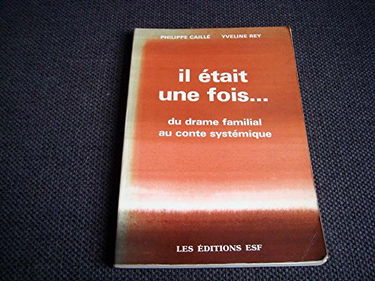 PHILIPPE CAILLÉ YVELINE REY
il était
une fois...
du drame familial
au conte systémique
LES ÉDITIONS ESF